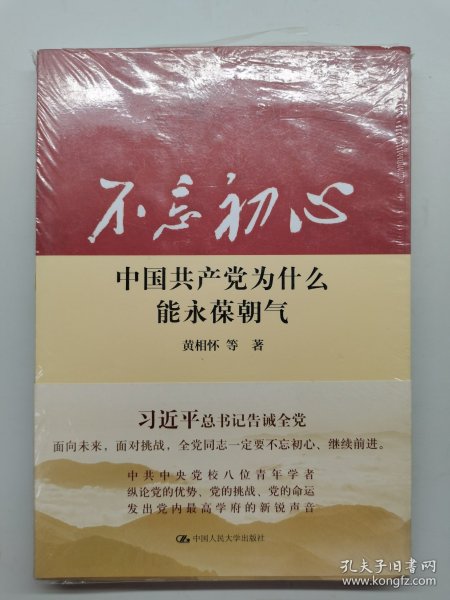 不忘初心
中国共产党为什么
能永葆朝气
黄相怀 等 著
习近平总书记告诫全党
面向未来，面对挑战，全党同志一定要不忘初心、继续前进。
中共中央党校八位青年学者
纵论党的优势、党的挑战、党的命运
发出党内最高学府的新锐声音
中国人民大学出版社
孔夫子旧书网
www.kongfz.com